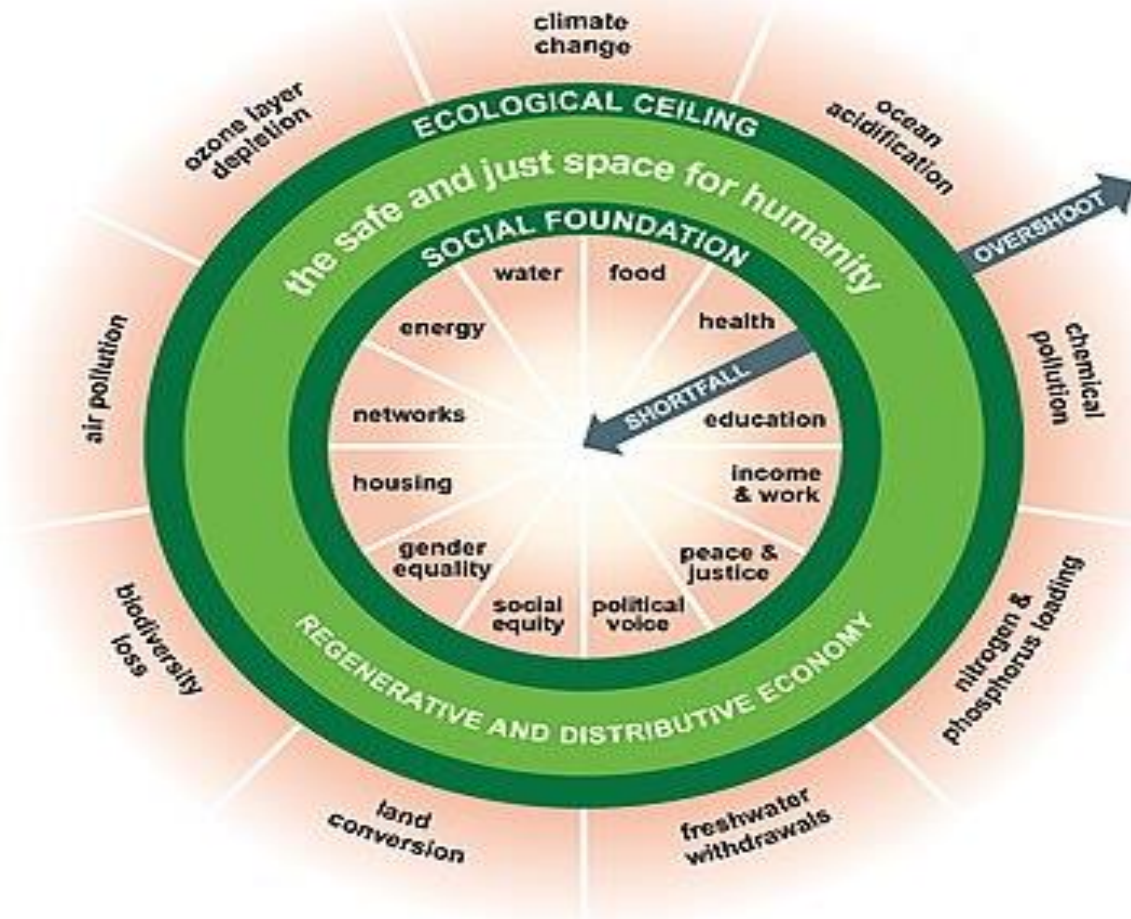 climate
change
ozone layer
depletion
ocean
acidification
ECOLOGICAL CEILING
the safe and just space for humanity
SOCIAL FOUNDATION
OVERSHOOT
water
food
energy
health
SHORTFALL
networks
education
air pollution
chemical
pollution
housing
income
& work
gender
equality
peace &
justice
social
equity
political
voice
biodiversity
loss
nitrogen &
phosphorus loading
REGENERATIVE AND DISTRIBUTIVE ECONOMY
land
conversion
freshwater
withdrawals